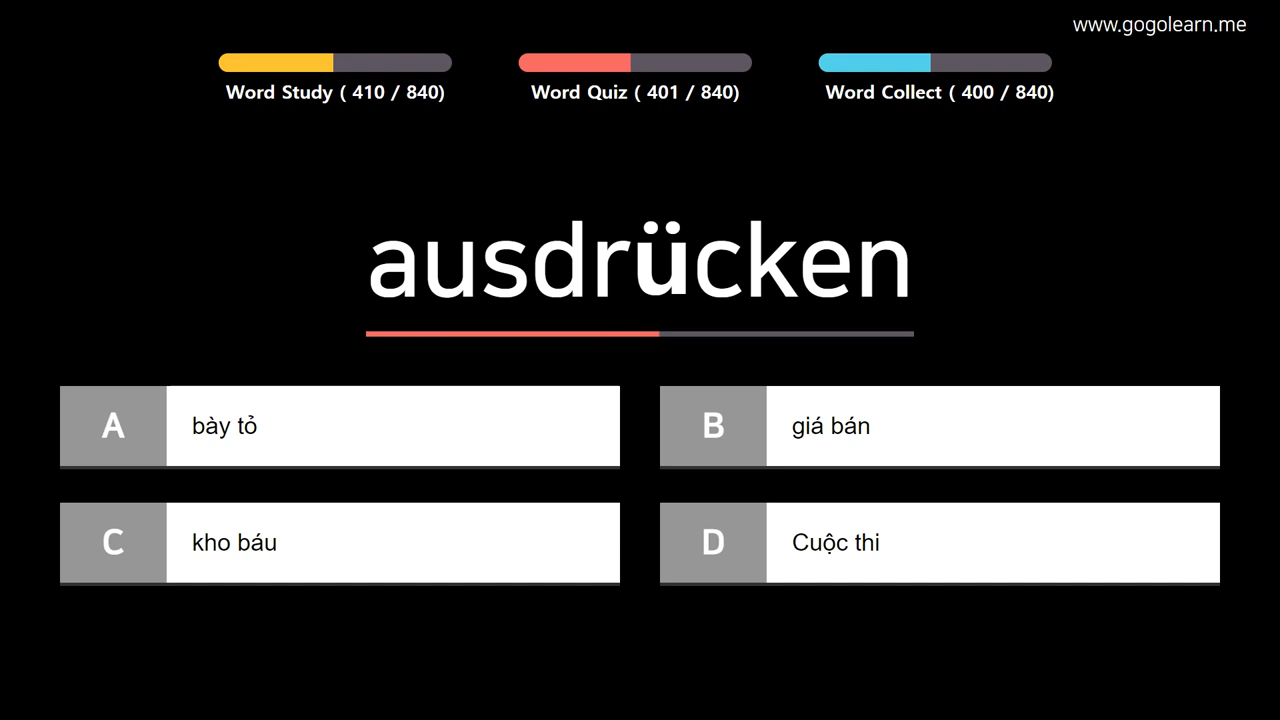 www.gogolearn.me
Word Study ( 410 / 840)
Word Quiz ( 401 / 840)
Word Collect ( 400 / 840)
ausdrücken
A bày tỏ
B giá bán
C kho báu
D Cuộc thi